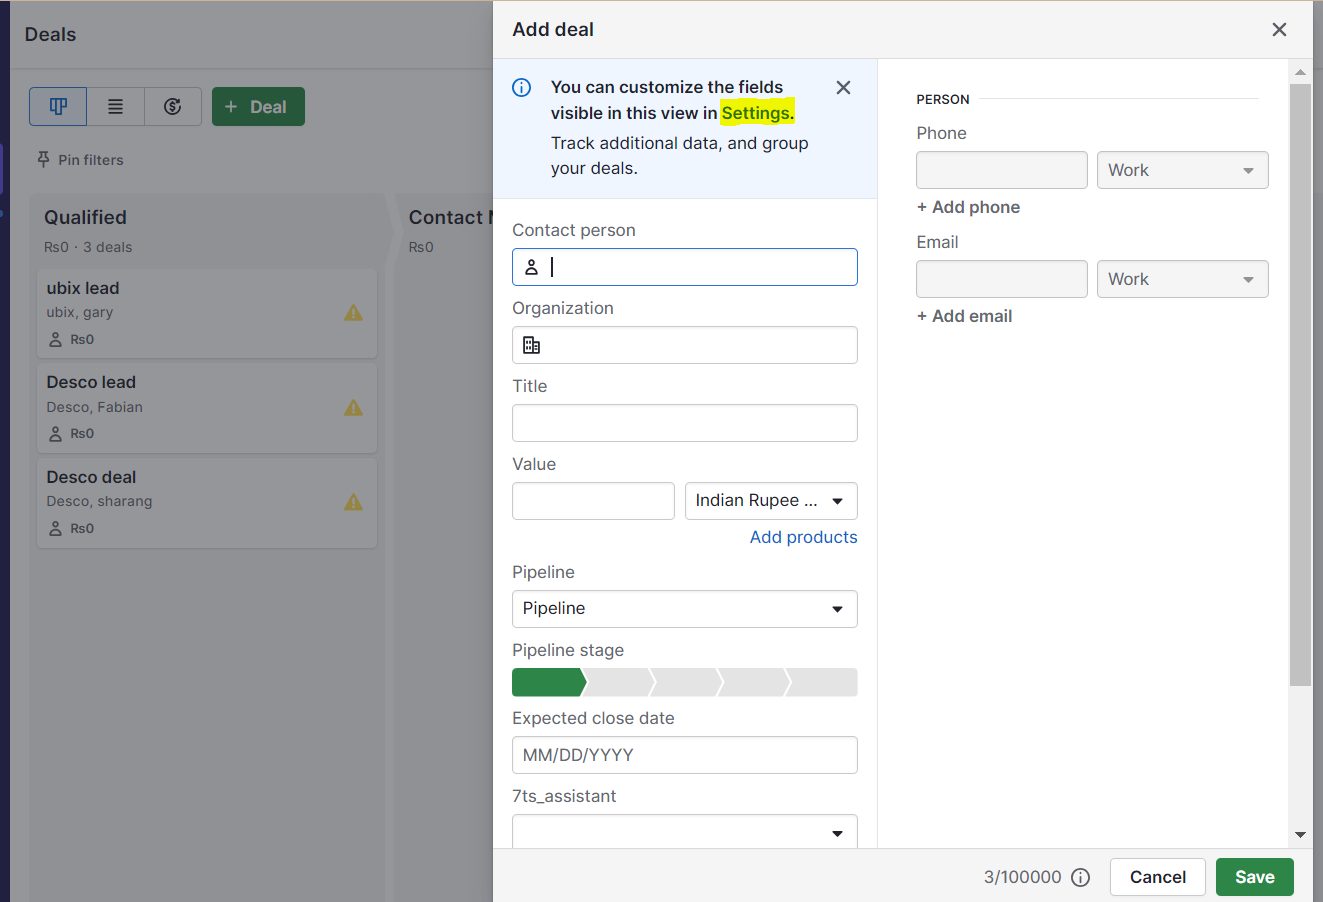 Deals
+ Deal
Pin filters
Qualified
Rs0 · 3 deals
ubix lead
ubix, gary
Rs0
Desco lead
Desco, Fabian
Rs0
Desco deal
Desco, sharang
Rs0
Contact
Rs0
Add deal
You can customize the fields
visible in this view in Settings.
Track additional data, and group
your deals.
Contact person
Organization
Title
Value
Indian Rupee ...
Add products
Pipeline
Pipeline
Pipeline stage
Expected close date
MM/DD/YYYY
7ts_assistant
PERSON
Phone
Work
+ Add phone
Email
Work
+ Add email
3/100000
Cancel
Save